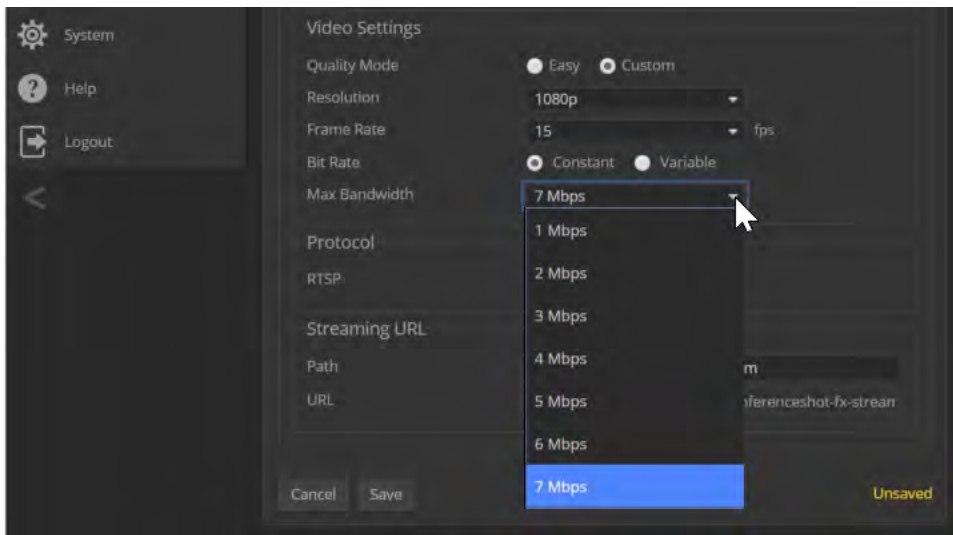 System
Help
Logout
<
Video Settings
Quality Mode Easy Custom
Resolution 1080p
Frame Rate 15 fps
Bit Rate Constant Variable
Max Bandwidth 7 Mbps
1 Mbps
Protocol
2 Mbps
RTSP
3 Mbps
Streaming URL
4 Mbps
Path m
URL 5 Mbps nferenceshot-fx-stream
6 Mbps
7 Mbps
Cancel Save Unsaved